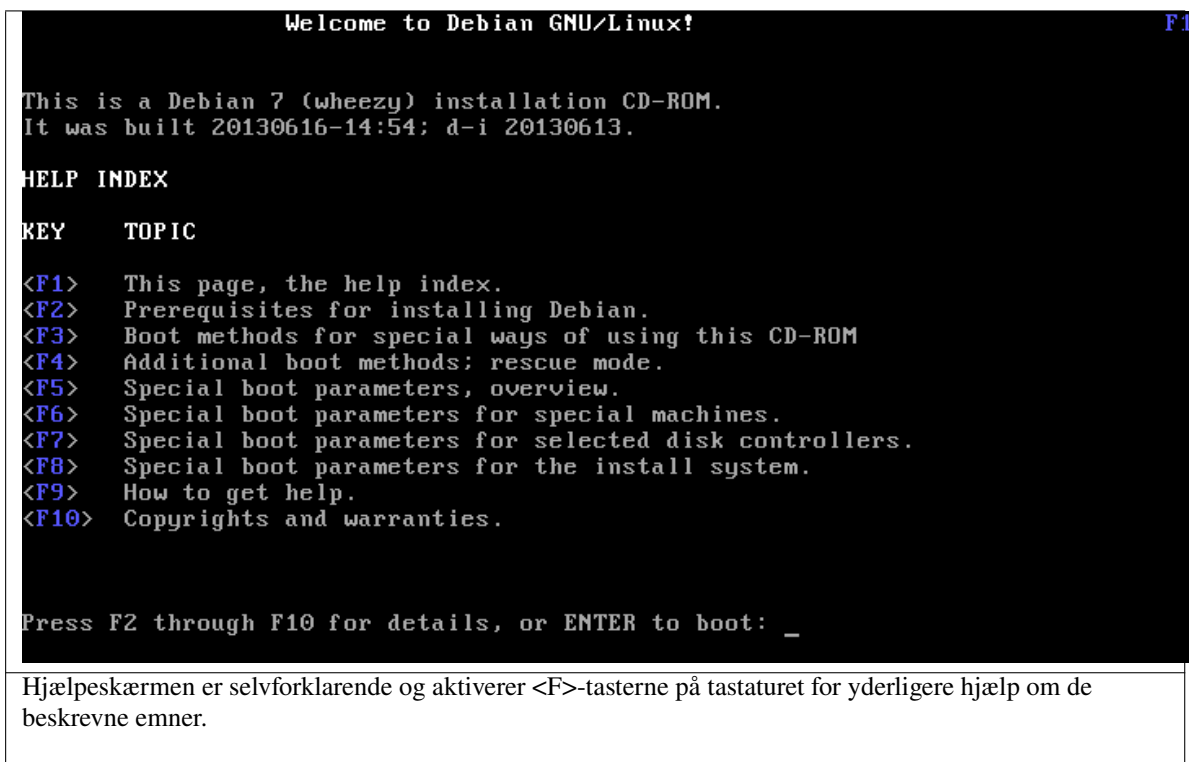 Welcome to Debian GNU/Linux! F1
This is a Debian 7 (wheezy) installation CD-ROM.
It was built 20130616-14:54; d-i 20130613.
HELP INDEX
KEY TOPIC
<F1> This page, the help index.
<F2> Prerequisites for installing Debian.
<F3> Boot methods for special ways of using this CD-ROM
<F4> Additional boot methods; rescue mode.
<F5> Special boot parameters, overview.
<F6> Special boot parameters for special machines.
<F7> Special boot parameters for selected disk controllers.
<F8> Special boot parameters for the install system.
<F9> How to get help.
<F10> Copyrights and warranties.
Press F2 through F10 for details, or ENTER to boot: _
Hjælpeskærmen er selvforklarende og aktiverer <F>-tasterne på tastaturet for yderligere hjælp om de
beskrevne emner.